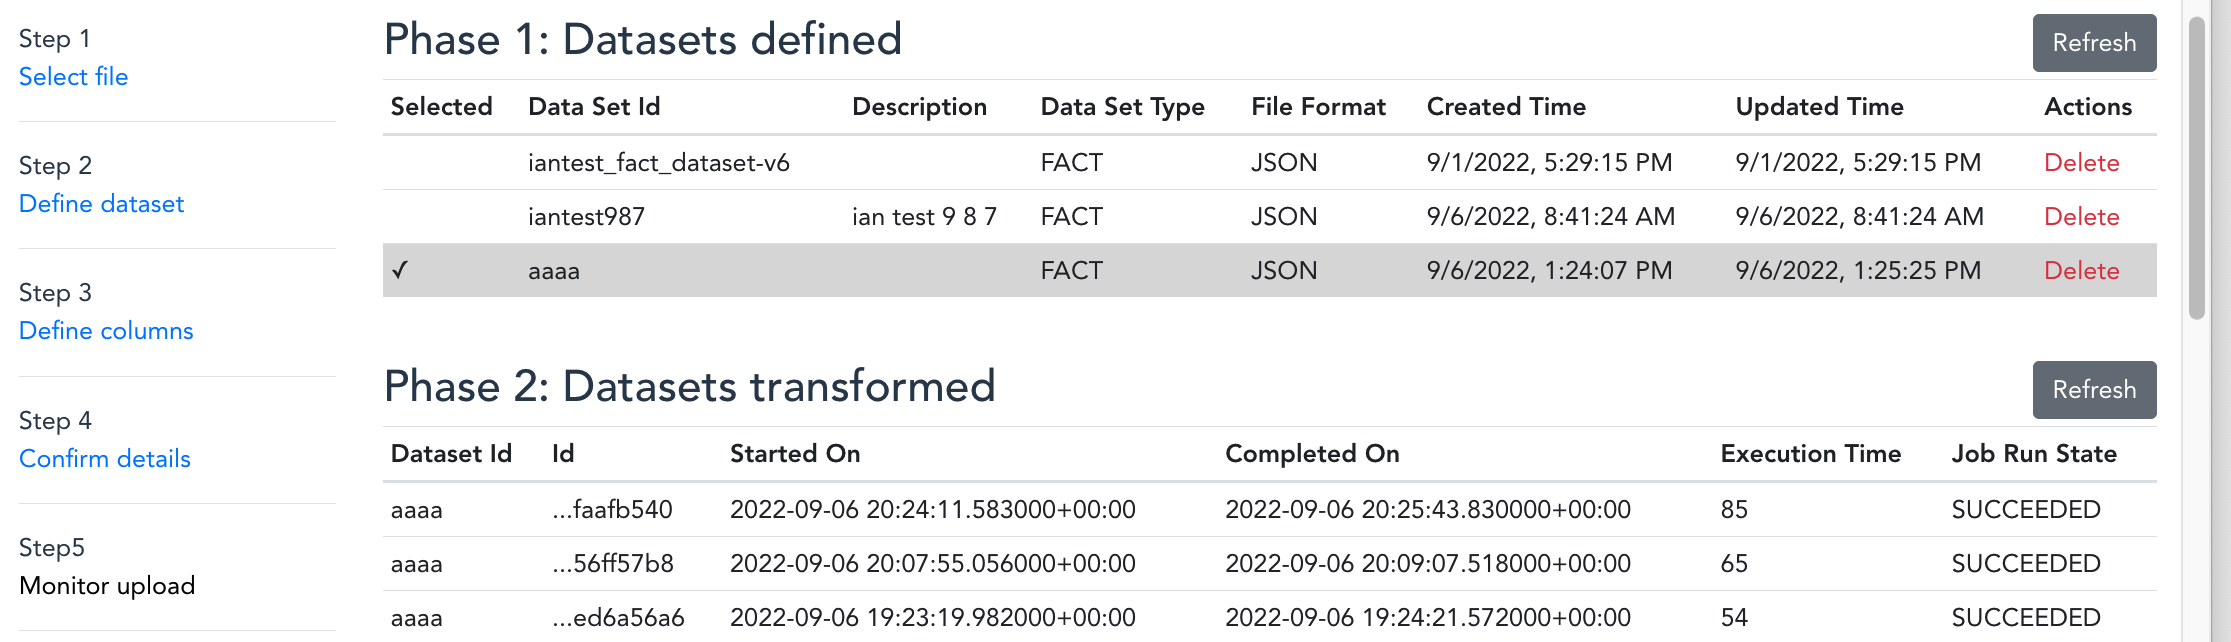 Step 1
Select file
Step 2
Define dataset
Step 3
Define columns
Step 4
Confirm details
Step5
Monitor upload
Phase 1: Datasets defined
Refresh
Selected Data Set Id Description Data Set Type File Format Created Time Updated Time Actions
iantest_fact_dataset-v6 FACT JSON 9/1/2022, 5:29:15 PM 9/1/2022, 5:29:15 PM Delete
iantest987 ian test 9 8 7 FACT JSON 9/6/2022, 8:41:24 AM 9/6/2022, 8:41:24 AM Delete
✓ aaaa FACT JSON 9/6/2022, 1:24:07 PM 9/6/2022, 1:25:25 PM Delete
Phase 2: Datasets transformed
Refresh
Dataset Id Id Started On Completed On Execution Time Job Run State
aaaa ...faafb540 2022-09-06 20:24:11.583000+00:00 2022-09-06 20:25:43.830000+00:00 85 SUCCEEDED
aaaa ...56ff57b8 2022-09-06 20:07:55.056000+00:00 2022-09-06 20:09:07.518000+00:00 65 SUCCEEDED
aaaa ...ed6a56a6 2022-09-06 19:23:19.982000+00:00 2022-09-06 19:24:21.572000+00:00 54 SUCCEEDED